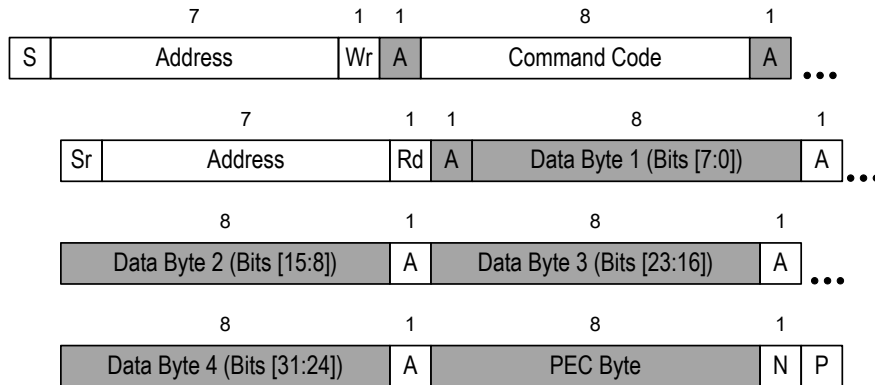 7 1 1 8 1
S Address Wr A Command Code A ...
7 1 1 8 1
Sr Address Rd A Data Byte 1 (Bits [7:0]) A ...
8 1 8 1
Data Byte 2 (Bits [15:8]) A Data Byte 3 (Bits [23:16]) A ...
8 1 8 1
Data Byte 4 (Bits [31:24]) A PEC Byte N P